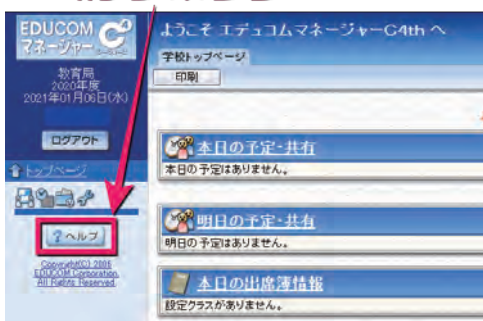 EDUCOM
マネージャー C4th
教育局
2020年度
2021年01月06日(水)
ログアウト
トップページ
?ヘルプ
Copyright(C) 2005
EDUCOM Corporation.
All Rights Reserved.
ようこそ エデュコムマネージャーC4th へ
学校トップページ
印刷
本日の予定・共有
本日の予定はありません。
明日の予定・共有
明日の予定はありません。
本日の出席簿情報
設定クラスがありません。